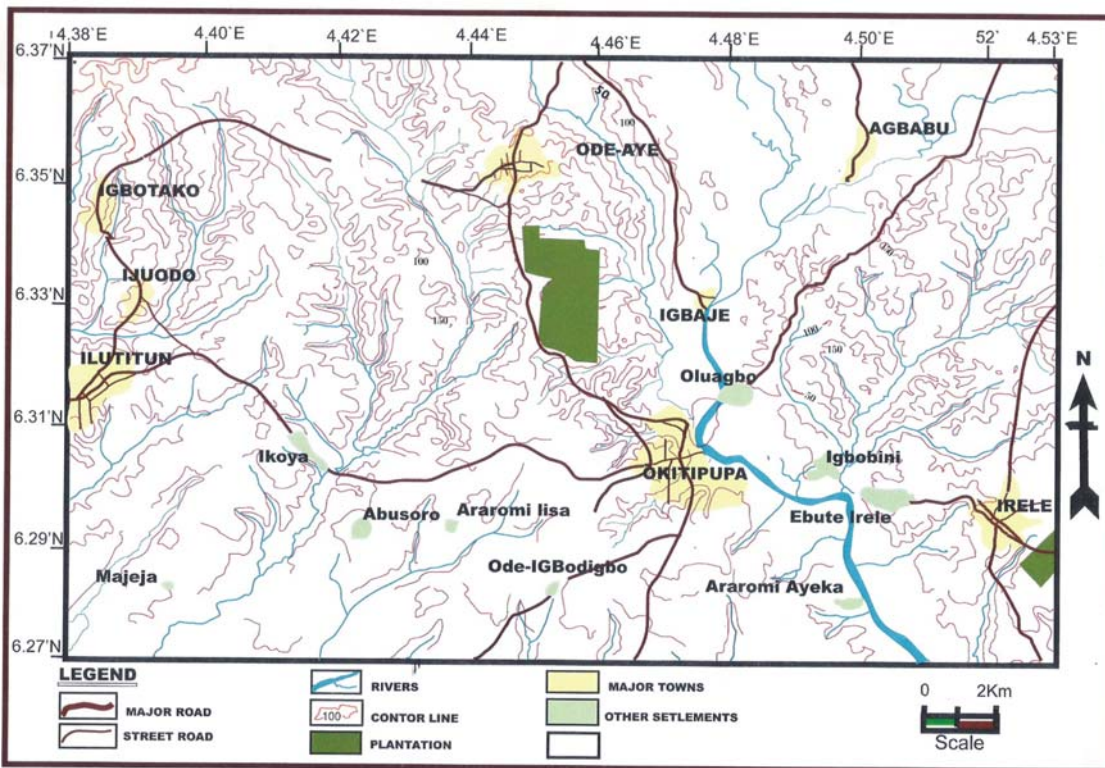 4.38°E 4.40°E 4.42°E 4.44°E 4.46°E 4.48°E 4.50°E 52° 4.53°E
6.37'N
50
100
AGBABU
ODE-AYE
6.35'N
IGBOTAKO
170
100
IJUODO
6.33'N
150
IGBAJE
100
150
N
ILUTITUN
Oluagbo
50
6.31'N
Ikoya
OKITIPUPA
Igbobini
Abusoro
Araromi lisa
Ebute Irele
IRELE
6.29'N
Majeja
Ode-IGBodigbo
Araromi Ayeka
6.27'N
LEGEND
MAJOR ROAD
STREET ROAD
RIVERS
100 CONTOR LINE
PLANTATION
MAJOR TOWNS
OTHER SETLEMENTS
0 2Km
Scale